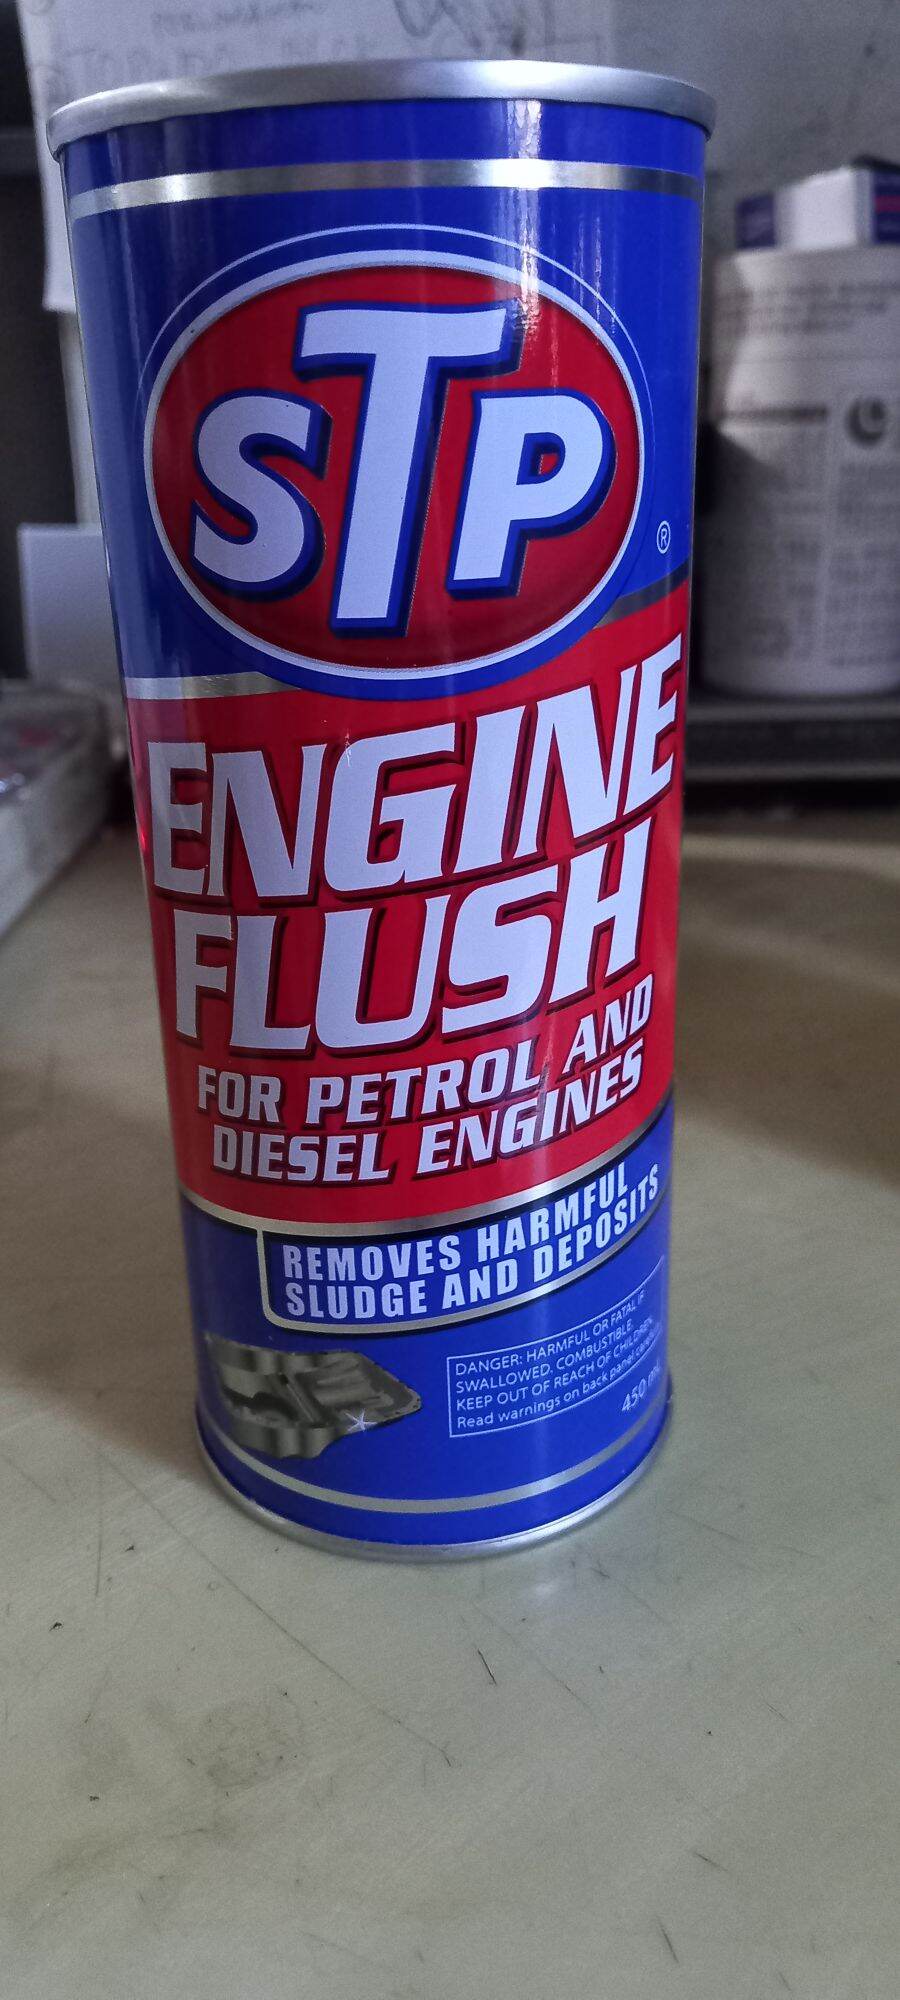 STP
®
ENGINE
FLUSH
FOR PETROL AND
DIESEL ENGINES
REMOVES HARMFUL
SLUDGE AND DEPOSITS
DANGER: HARMFUL OR FATAL IF
SWALLOWED. COMBUSTIBLE.
KEEP OUT OF REACH OF CHILDREN.
Read warnings on back panel
450